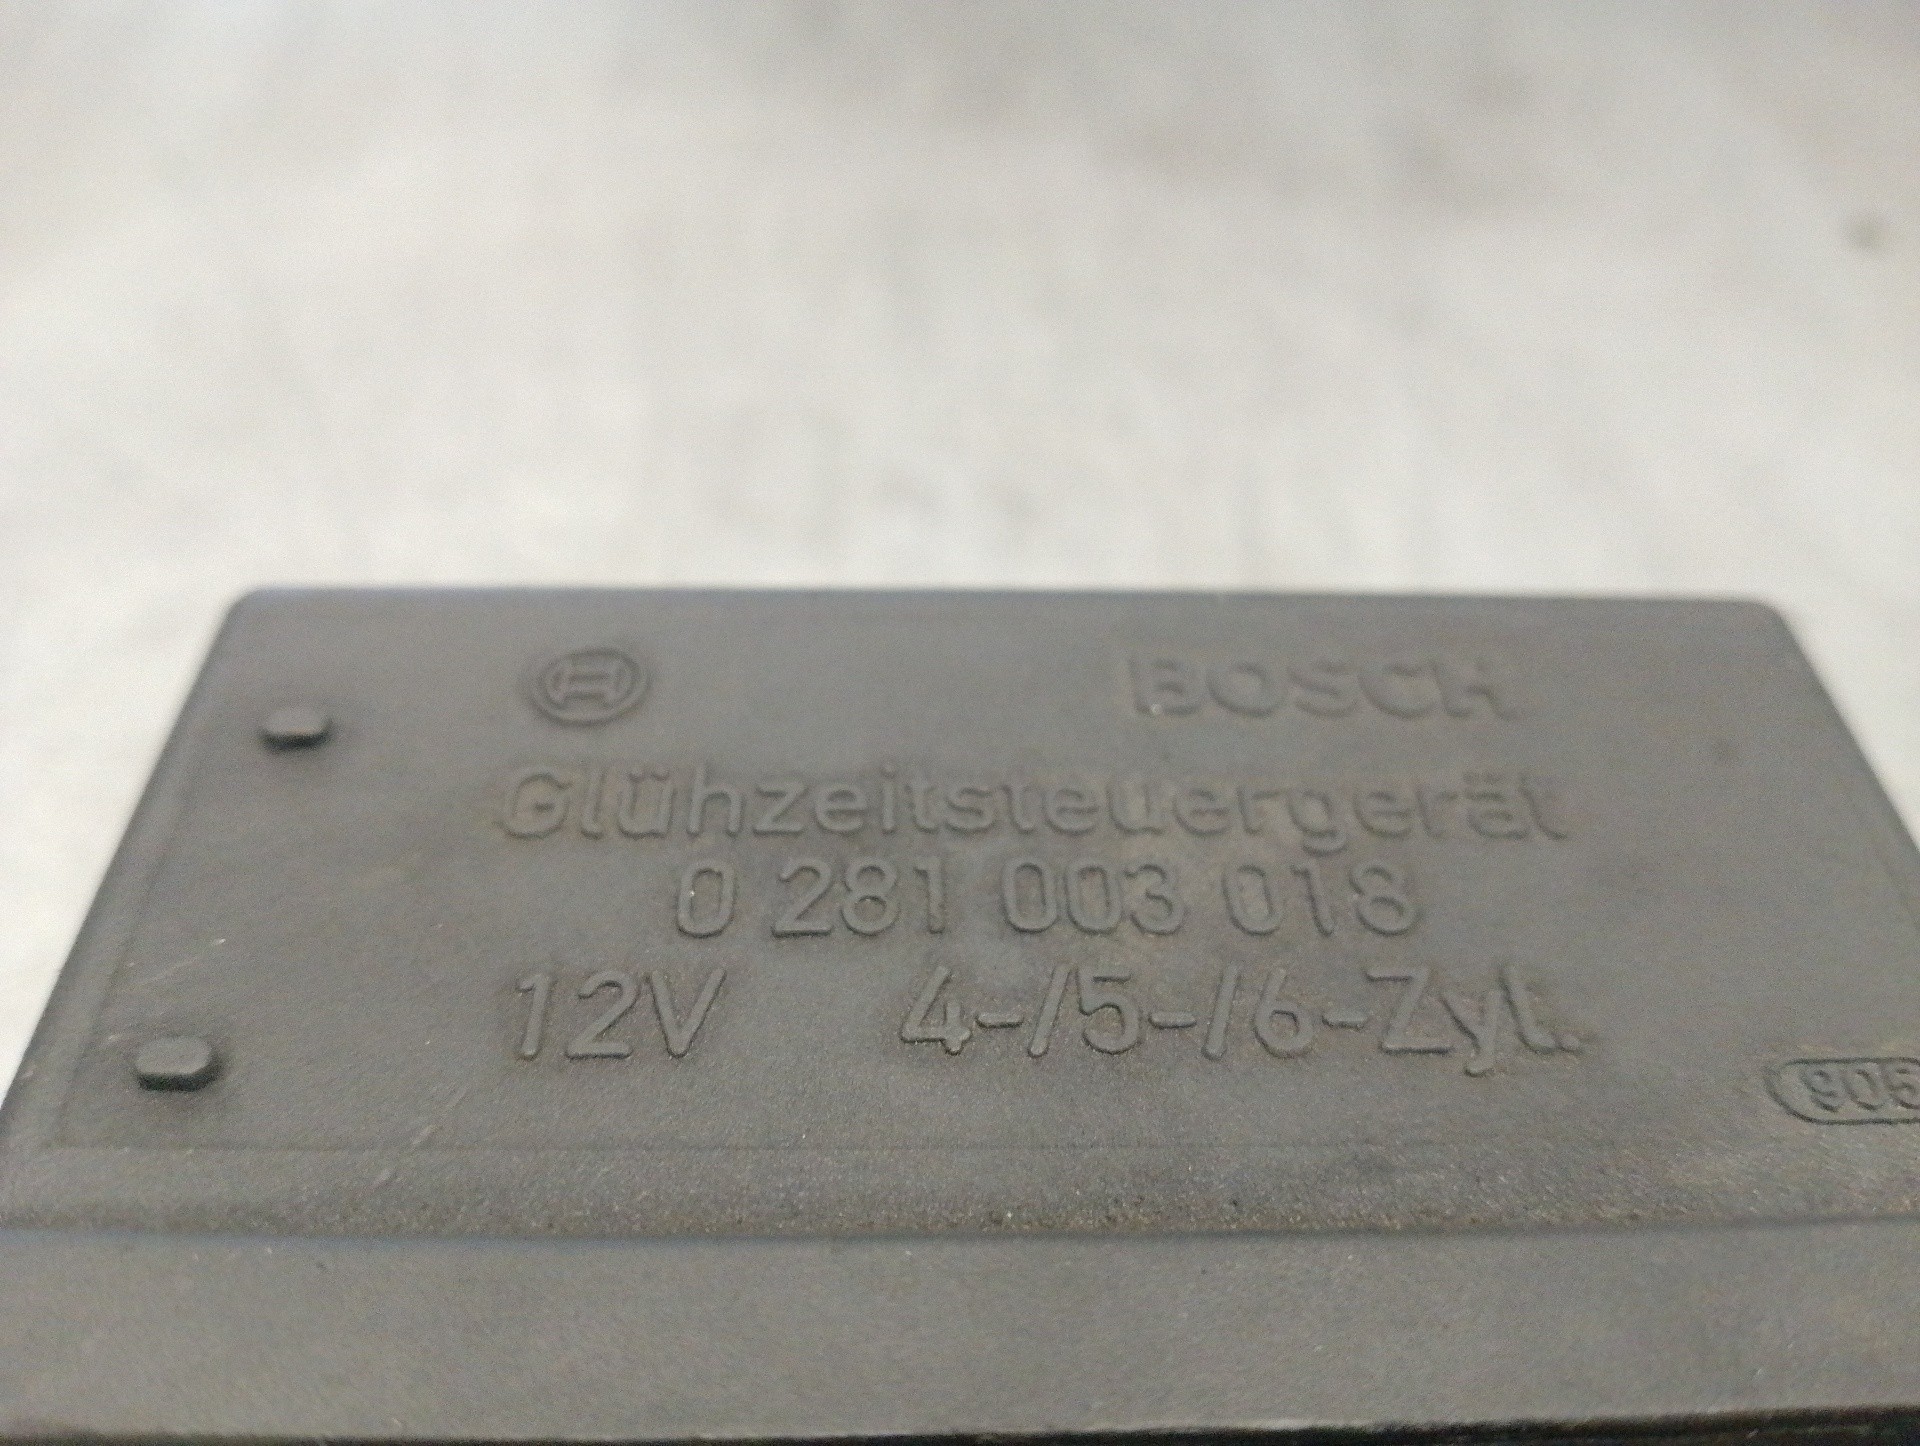 BOSCH
Glühzeitsteuergerät
0 281 003 018
12V 4-/5-/6-Zyl.
905